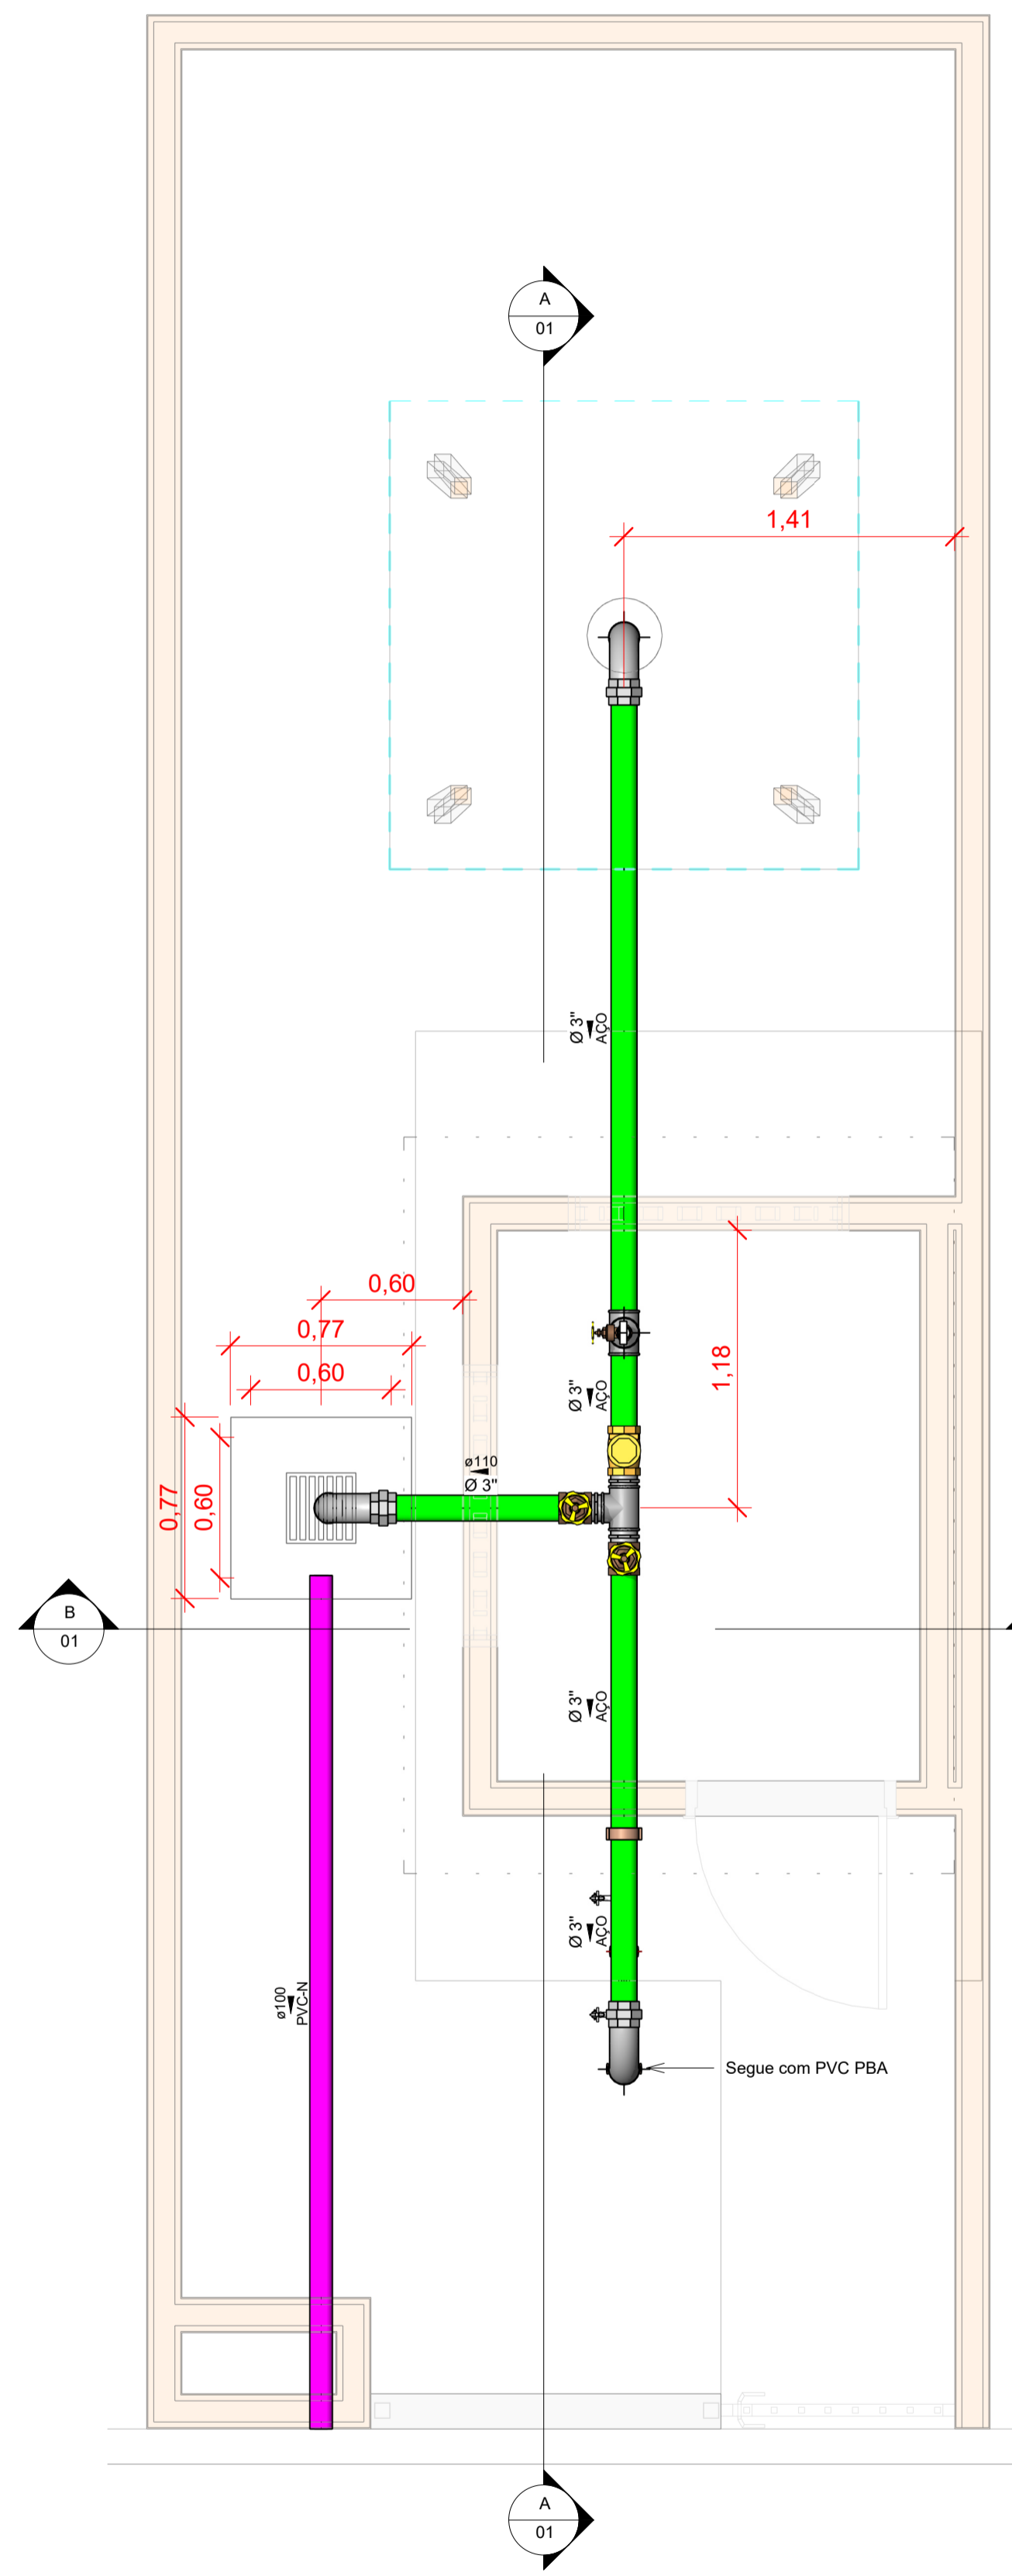 A
01
1,41
Ø 3"
AÇO
0,60
0,77
0,60
1,18
Ø 3"
AÇO
ø110
Ø 3"
0,77
0,60
B
01
Ø 3"
AÇO
Ø 3"
AÇO
ø100
PVC-N
Segue com PVC PBA
A
01